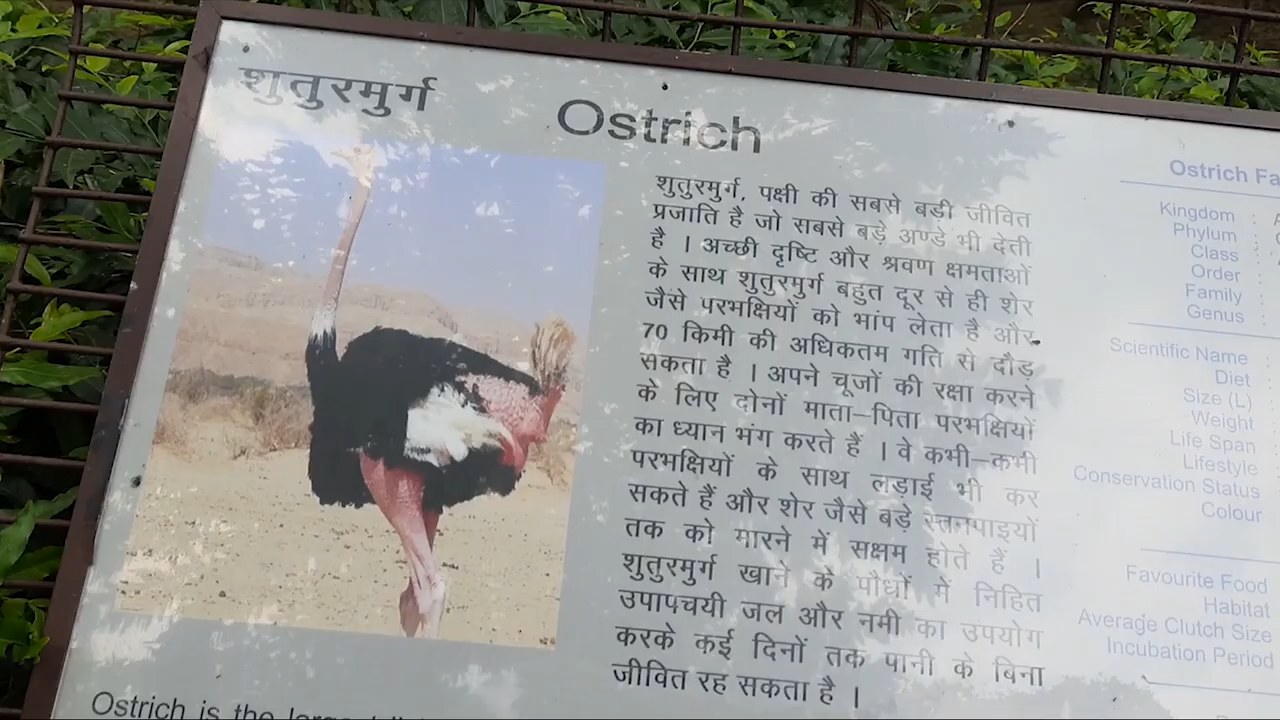 शुतुरमुर्ग
Ostrich
शुतुरमुर्ग, पक्षी की सबसे बडी जीवित
प्रजाति है जो सबसे बड़े अण्डे भी देती
है । अच्छी दृष्टि और श्रवण क्षमताओं
के साथ शुतुरमुर्ग बहुत दूर से ही शेर
जैसे परभक्षियों को भांप लेता है और
70 किमी की अधिकतम गति से दौड़
सकता है । अपने चूजों की रक्षा करने
के लिए दोनों माता–पिता परभक्षियों
का ध्यान भंग करते हैं । वे कभी–कभी
परभक्षियों के साथ लड़ाई भी कर
सकते हैं और शेर जैसे बड़े स्तनपाइयों
तक को मारने में सक्षम होते हैं ।
शुतुरमुर्ग खाने के पौधों में निहित
उपापचयी जल और नमी का उपयोग
करके कई दिनों तक पानी के बिना
जीवित रह सकता है ।
Ostrich is the
Ostrich
Kingdom :
Phylum :
Class :
Order :
Family :
Genus :
Scientific Name :
Diet :
Size (L) :
Weight
Life Span
Lifestyle
Conservation Status
Colour
Favourite Food
Habitat
Average Clutch Size
Incubation Period